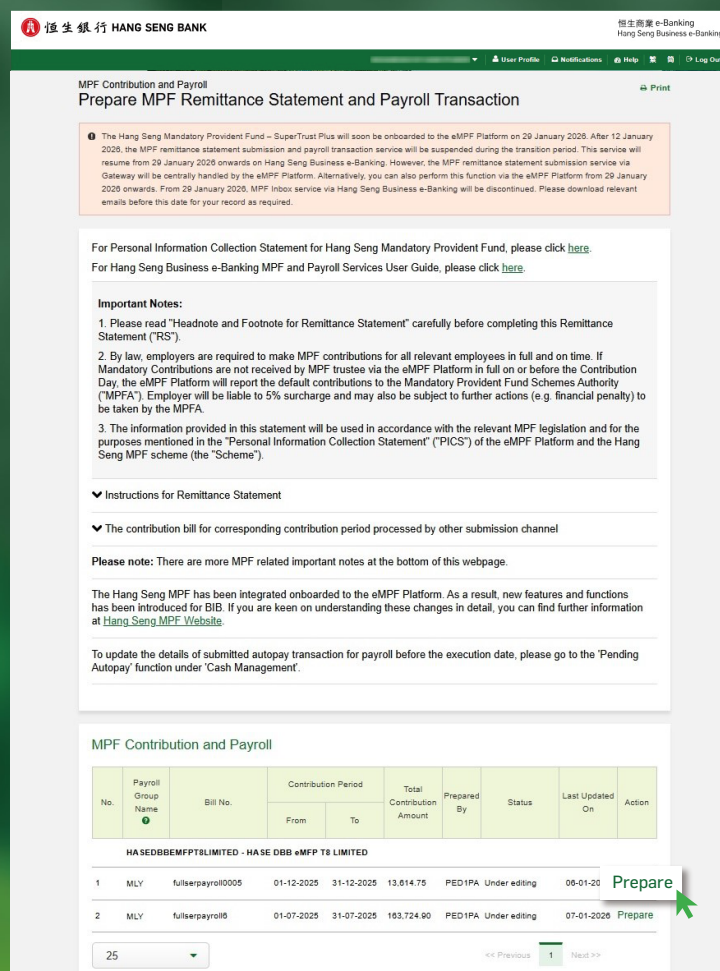 恒生銀行 HANG SENG BANK
恒生商業 e-Banking
Hang Seng Business e-Banking
User Profile Notifications Help 繁 簡 Log Out
MPF Contribution and Payroll
Prepare MPF Remittance Statement and Payroll Transaction
Print
The Hang Seng Mandatory Provident Fund – SuperTrust Plus will soon be onboarded to the eMPF Platform on 29 January 2026. After 12 January
2026, the MPF remittance statement submission and payroll transaction service will be suspended during the transition period. This service will
resume from 29 January 2026 onwards on Hang Seng Business e-Banking. However, the MPF remittance statement submission service via
Gateway will be centrally handled by the eMPF Platform. Alternatively, you can also perform this function via the eMPF Platform from 29 January
2026 onwards. From 29 January 2026, MPF Inbox service via Hang Seng Business e-Banking will be discontinued. Please download relevant
emails before this date for your record as required.
For Personal Information Collection Statement for Hang Seng Mandatory Provident Fund, please click here.
For Hang Seng Business e-Banking MPF and Payroll Services User Guide, please click here.
Important Notes:
1. Please read "Headnote and Footnote for Remittance Statement" carefully before completing this Remittance
Statement ("RS").
2. By law, employers are required to make MPF contributions for all relevant employees in full and on time. If
Mandatory Contributions are not received by MPF trustee via the eMPF Platform in full on or before the Contribution
Day, the eMPF Platform will report the default contributions to the Mandatory Provident Fund Schemes Authority
("MPFA"). Employer will be liable to 5% surcharge and may also be subject to further actions (e.g. financial penalty) to
be taken by the MPFA.
3. The information provided in this statement will be used in accordance with the relevant MPF legislation and for the
purposes mentioned in the "Personal Information Collection Statement" ("PICS") of the eMPF Platform and the Hang
Seng MPF scheme (the "Scheme").
Instructions for Remittance Statement
The contribution bill for corresponding contribution period processed by other submission channel
Please note: There are more MPF related important notes at the bottom of this webpage.
The Hang Seng MPF has been integrated onboarded to the eMPF Platform. As a result, new features and functions
has been introduced for BIB. If you are keen on understanding these changes in detail, you can find further information
at Hang Seng MPF Website.
To update the details of submitted autopay transaction for payroll before the execution date, please go to the 'Pending
Autopay' function under 'Cash Management'.
MPF Contribution and Payroll
No. Payroll Group Name Bill No. Contribution Period From To Total Contribution Amount Prepared By Status Last Updated On Action
HASEDBBEMFPT8LIMITED - HASE DBB eMFP T8 LIMITED
1 MLY fullserpayroll0005 01-12-2025 31-12-2025 13,614.75 PED1PA Under editing 06-01-20 Prepare
2 MLY fullserpayroll6 01-07-2025 31-07-2025 163,724.90 PED1PA Under editing 07-01-2026 Prepare
25 << Previous 1 Next >>